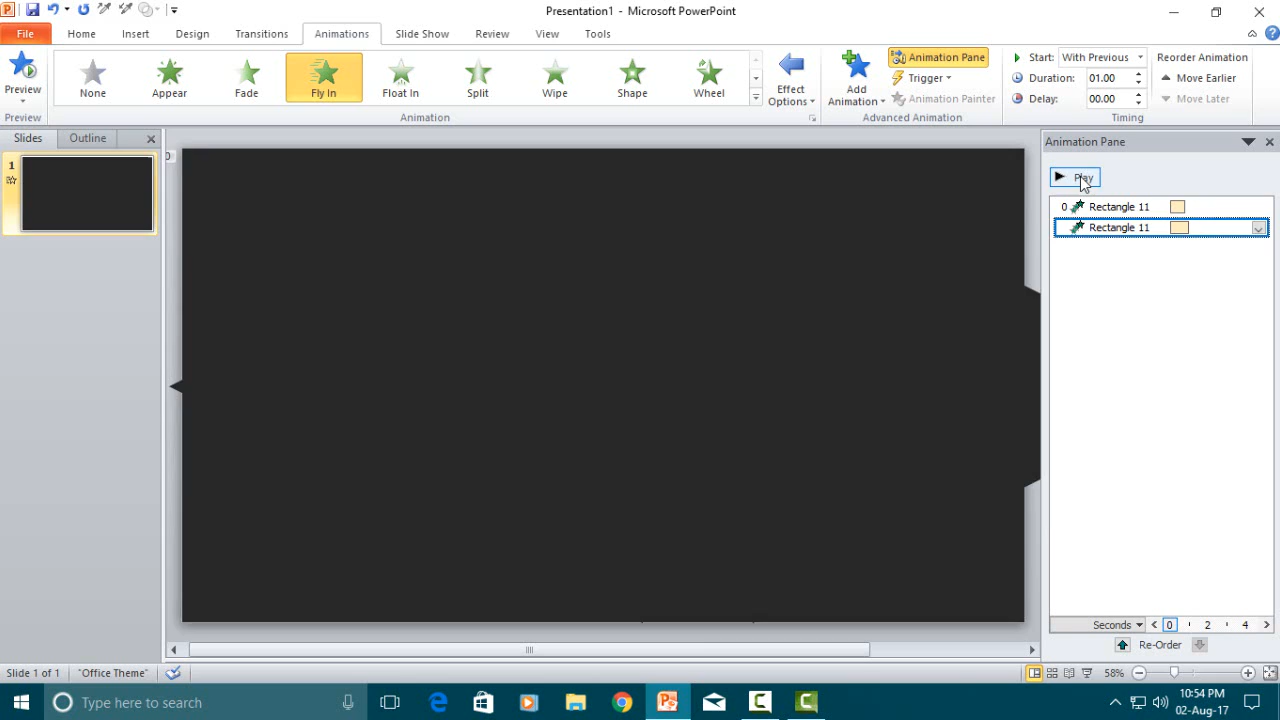 Presentation1 - Microsoft PowerPoint
File Home Insert Design Transitions Animations Slide Show Review View Tools
Preview
None Appear Fade Fly In Float In Split Wipe Shape Wheel
Effect Options
Add Animation
Animation Pane
Trigger
Animation Painter
Start: With Previous
Duration: 01.00
Delay: 00.00
Reorder Animation
Move Earlier
Move Later
Preview Animation Advanced Animation Timing
Slides Outline
1
0
Animation Pane
Play
0 Rectangle 11
Rectangle 11
Seconds 0 2 4
Re-Order
Slide 1 of 1 "Office Theme" 58%
Type here to search
10:54 PM
02-Aug-17